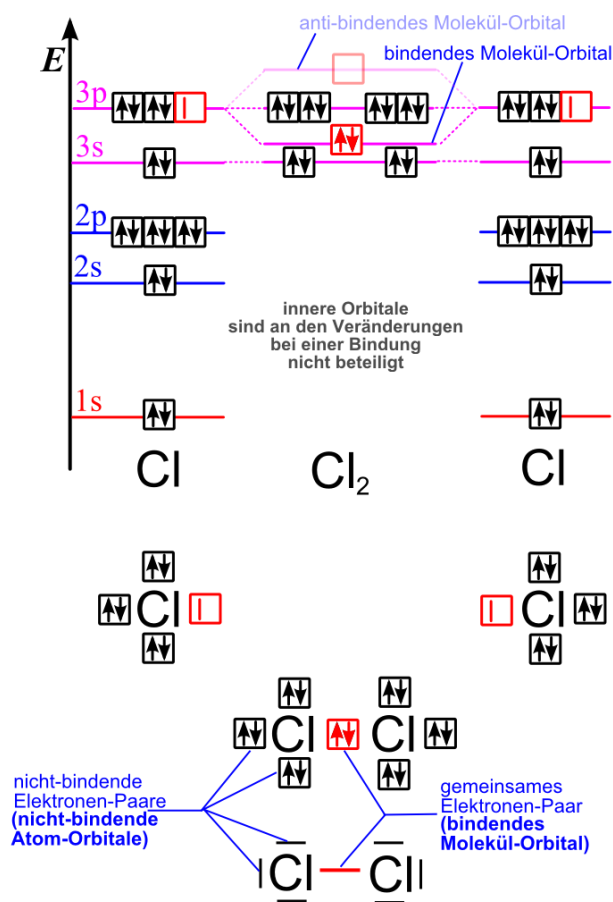 anti-bindendes Molekül-Orbital
E
bindendes Molekül-Orbital
3p
3s
2p
2s
innere Orbitale
sind an den Veränderungen
bei einer Bindung
nicht beteiligt
1s
Cl Cl₂ Cl
Cl Cl
Cl Cl
nicht-bindende
Elektronen-Paare
(nicht-bindende
Atom-Orbitale)
gemeinsames
Elektronen-Paar
(bindendes
Molekül-Orbital)
Cl Cl